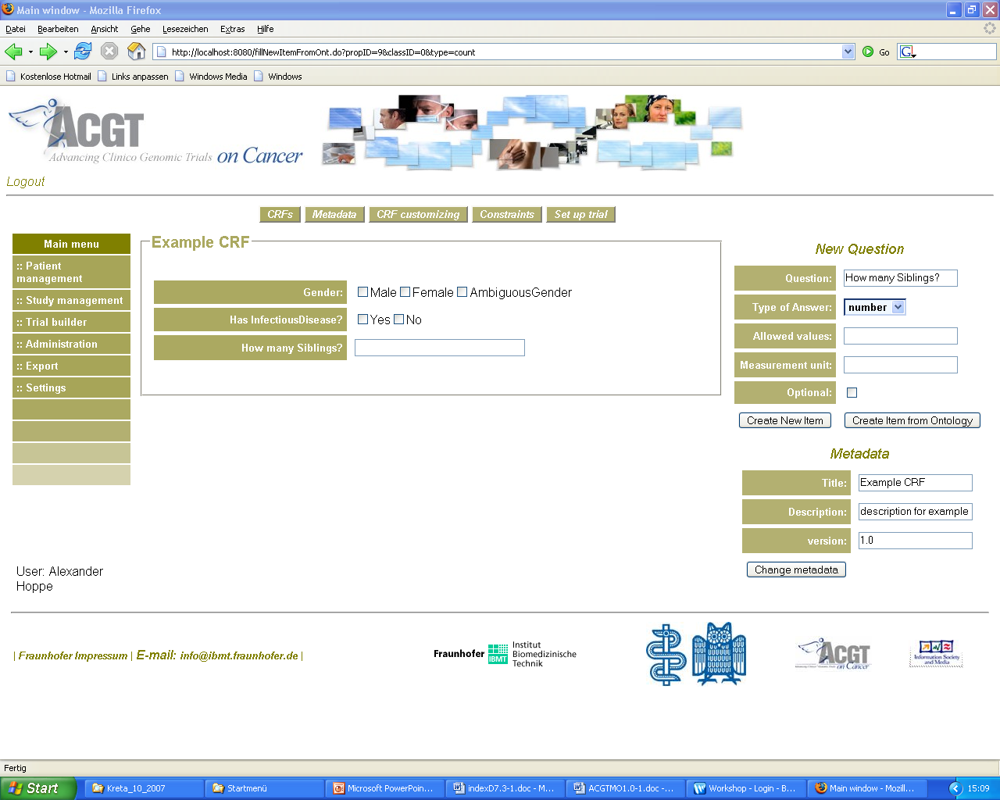 Main window - Mozilla Firefox
Datei Bearbeiten Ansicht Gehe Lesezeichen Extras Hilfe
http://localhost:8080/fillNewItemFromOnt.do?propID=9&classID=0&type=count Go G
Kostenlose Hotmail Links anpassen Windows Media Windows
ACGT
Advancing Clinico Genomic Trials on Cancer
Logout
CRFs Metadata CRF customizing Constraints Set up trial
Main menu
:: Patient management
:: Study management
:: Trial builder
:: Administration
:: Export
:: Settings
Example CRF
Gender: Male Female AmbiguousGender
Has InfectiousDisease? Yes No
How many Siblings?
New Question
Question: How many Siblings?
Type of Answer: number
Allowed values:
Measurement unit:
Optional:
Create New Item Create Item from Ontology
Metadata
Title: Example CRF
Description: description for example
version: 1.0
Change metadata
User: Alexander
Hoppe
| Fraunhofer Impressum | E-mail: info@ibmt.fraunhofer.de |
Fraunhofer IBMT Institut
Biomedizinische
Technik
ACGT
on Cancer
Information Society
and Media
Fertig
Start Kreta_10_2007 Startmenü Microsoft PowerPoin... indexD7.3-1.doc - M... ACGTMO1.0-1.doc -... Workshop - Login - B... Main window - Mozill... 15:09